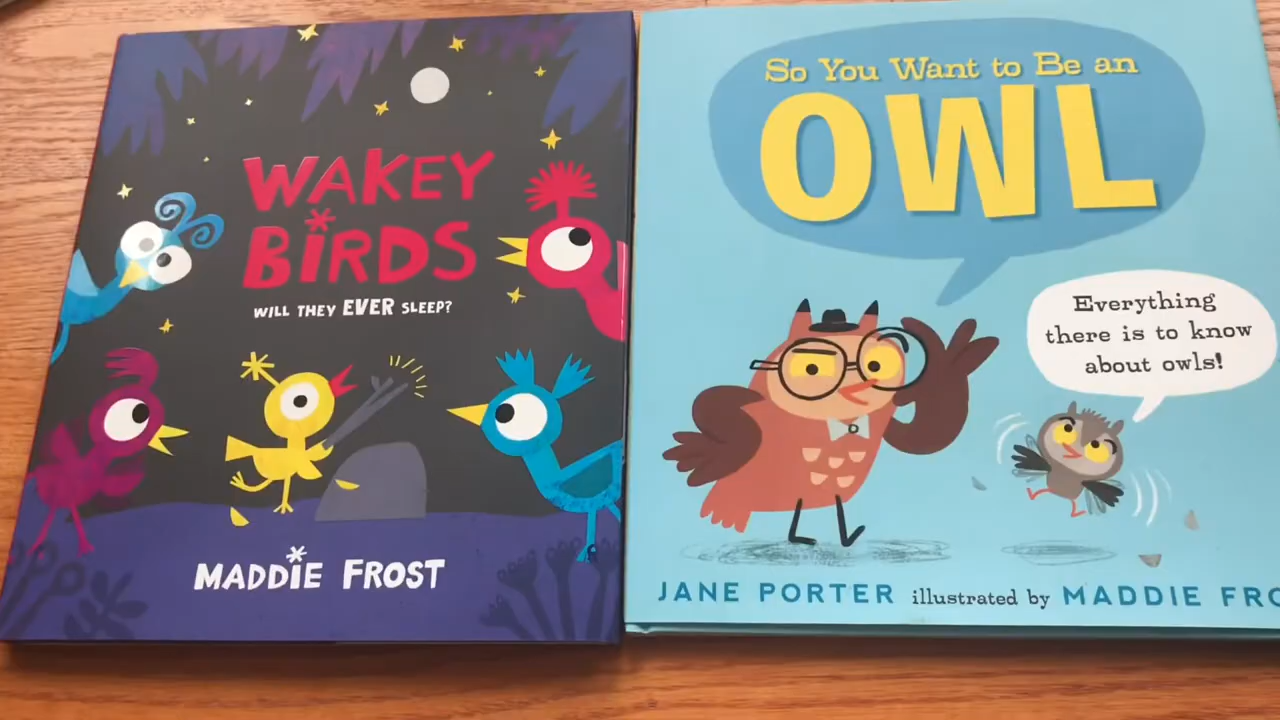 WAKEY
BIRDS
WILL THEY EVER SLEEP?
MADDIE FROST
So You Want to Be an
OWL
Everything
there is to know
about owls!
JANE PORTER illustrated by MADDIE FRO